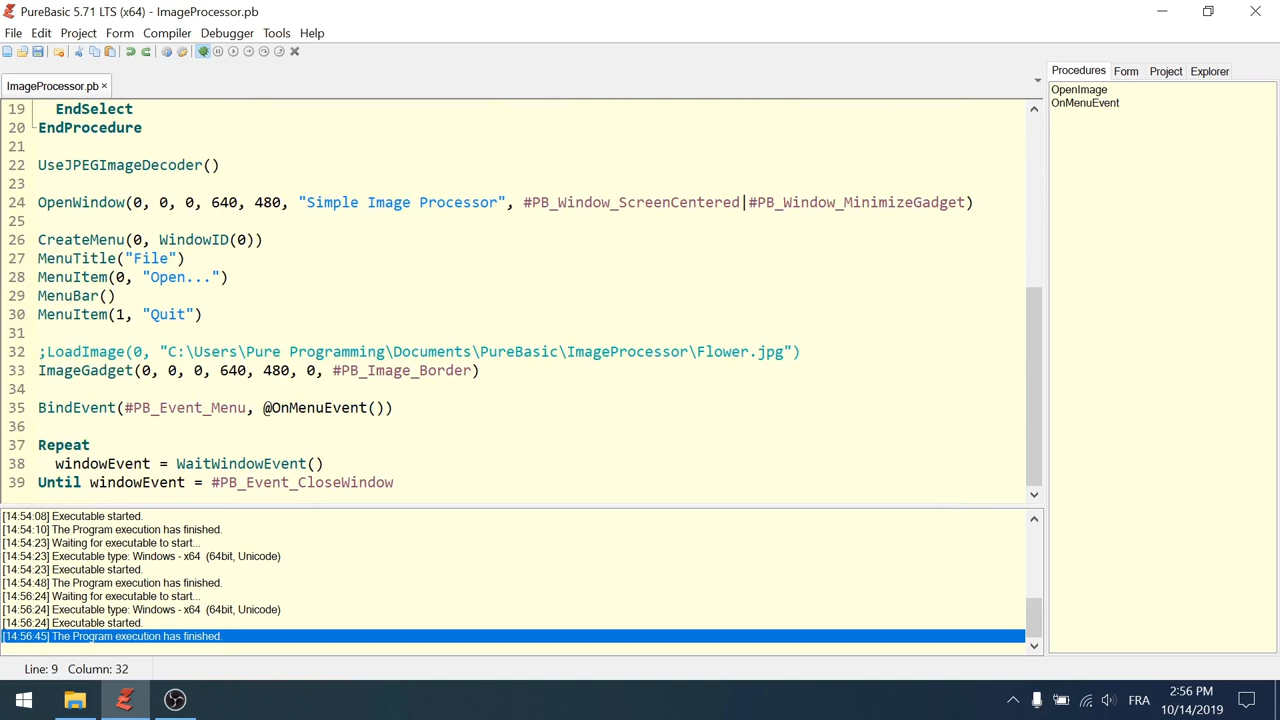 PureBasic 5.71 LTS (x64) - ImageProcessor.pb
File Edit Project Form Compiler Debugger Tools Help
ImageProcessor.pb ×
19 EndSelect
20 EndProcedure
21
22 UseJPEGImageDecoder()
23
24 OpenWindow(0, 0, 0, 640, 480, "Simple Image Processor", #PB_Window_ScreenCentered|#PB_Window_MinimizeGadget)
25
26 CreateMenu(0, WindowID(0))
27 MenuTitle("File")
28 MenuItem(0, "Open...")
29 MenuBar()
30 MenuItem(1, "Quit")
31
32 ;LoadImage(0, "C:\Users\Pure Programming\Documents\PureBasic\ImageProcessor\Flower.jpg")
33 ImageGadget(0, 0, 0, 640, 480, 0, #PB_Image_Border)
34
35 BindEvent(#PB_Event_Menu, @OnMenuEvent())
36
37 Repeat
38 windowEvent = WaitWindowEvent()
39 Until windowEvent = #PB_Event_CloseWindow
[14:54:08] Executable started.
[14:54:10] The Program execution has finished.
[14:54:23] Waiting for executable to start...
[14:54:23] Executable type: Windows - x64 (64bit, Unicode)
[14:54:23] Executable started.
[14:54:48] The Program execution has finished.
[14:56:24] Waiting for executable to start...
[14:56:24] Executable type: Windows - x64 (64bit, Unicode)
[14:56:24] Executable started.
[14:56:45] The Program execution has finished.
Procedures Form Project Explorer
OpenImage
OnMenuEvent
Line: 9 Column: 32
FRA
2:56 PM
10/14/2019